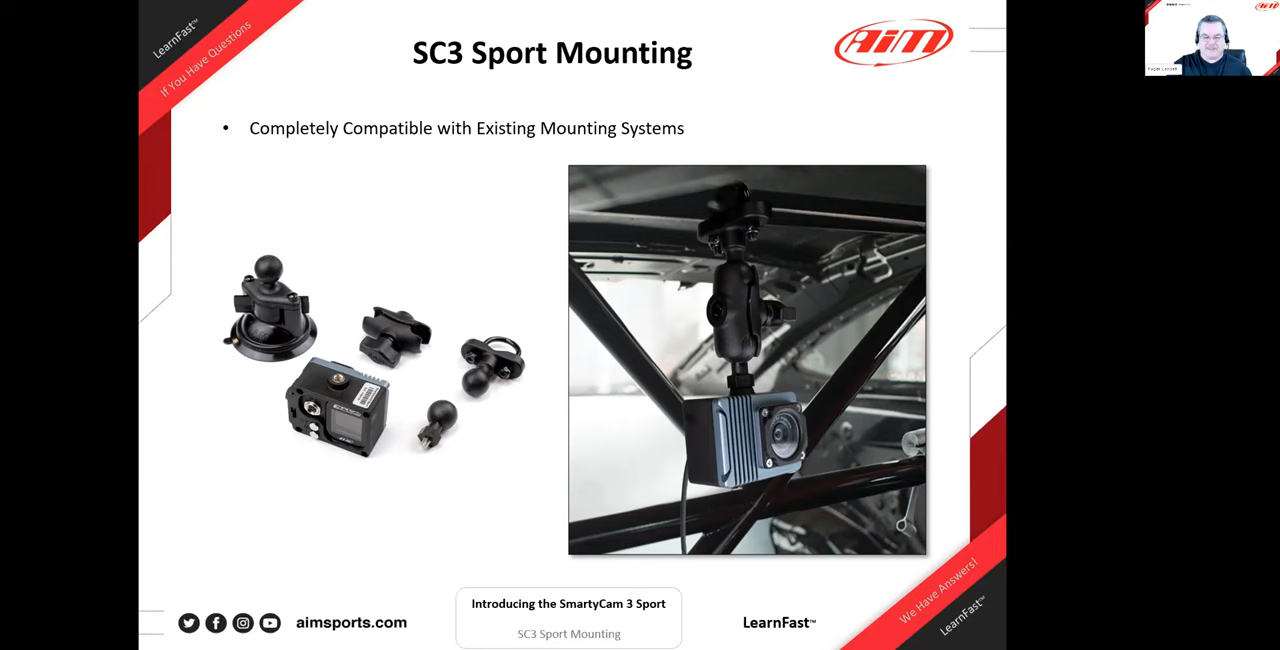 LearnFast™
If You Have Questions
SC3 Sport Mounting
AiM
• Completely Compatible with Existing Mounting Systems
aimsports.com
Introducing the SmartyCam 3 Sport
SC3 Sport Mounting
LearnFast™
We Have Answers!
LearnFast™